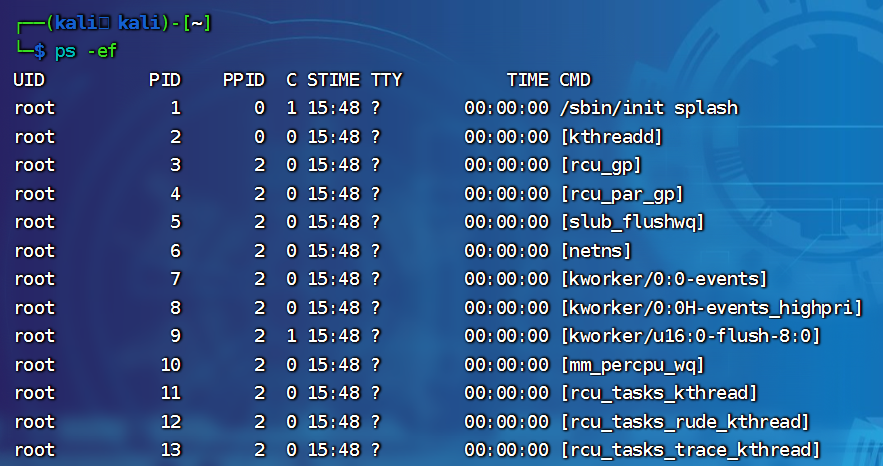 ┌──(kali㉿kali)-[~]
└─$ ps -ef
UID          PID    PPID  C STIME TTY          TIME CMD
root           1       0  1 15:48 ?        00:00:00 /sbin/init splash
root           2       0  0 15:48 ?        00:00:00 [kthreadd]
root           3       2  0 15:48 ?        00:00:00 [rcu_gp]
root           4       2  0 15:48 ?        00:00:00 [rcu_par_gp]
root           5       2  0 15:48 ?        00:00:00 [slub_flushwq]
root           6       2  0 15:48 ?        00:00:00 [netns]
root           7       2  0 15:48 ?        00:00:00 [kworker/0:0-events]
root           8       2  0 15:48 ?        00:00:00 [kworker/0:0H-events_highpri]
root           9       2  1 15:48 ?        00:00:00 [kworker/u16:0-flush-8:0]
root          10       2  0 15:48 ?        00:00:00 [mm_percpu_wq]
root          11       2  0 15:48 ?        00:00:00 [rcu_tasks_kthread]
root          12       2  0 15:48 ?        00:00:00 [rcu_tasks_rude_kthread]
root          13       2  0 15:48 ?        00:00:00 [rcu_tasks_trace_kthread]